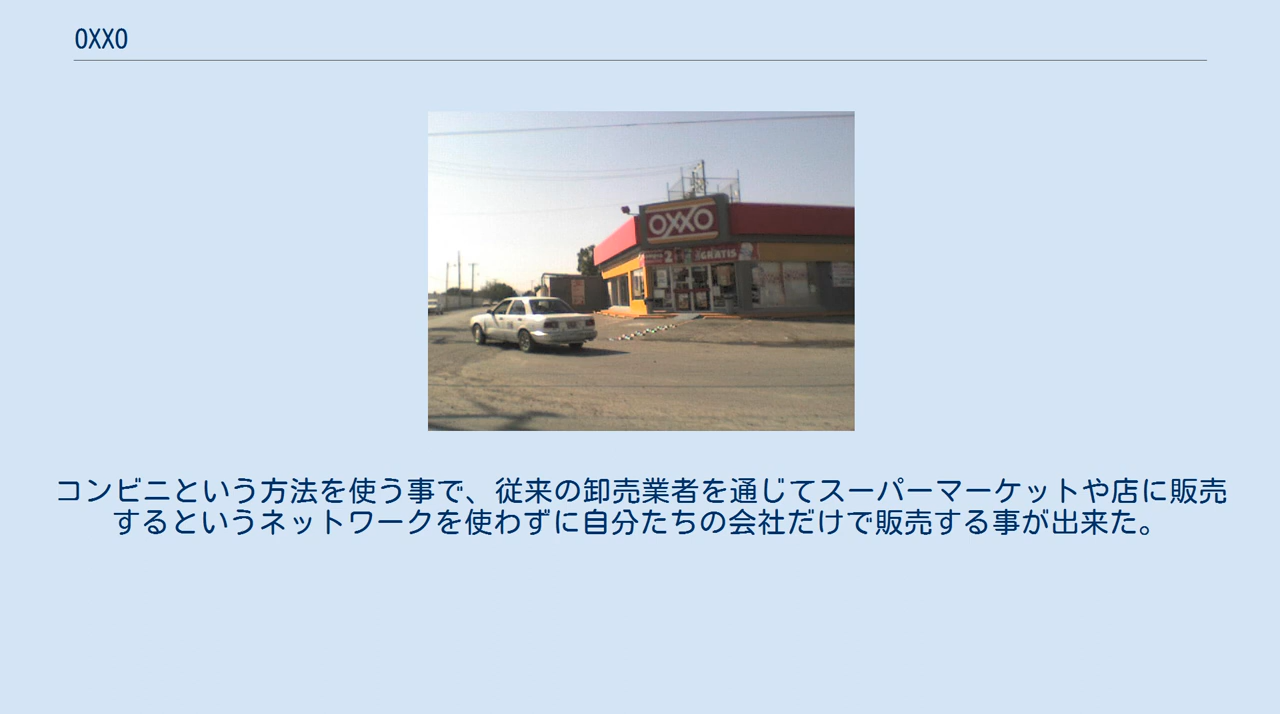 OXXO
OXXO
2
GRATIS
コンビニという方法を使う事で、従来の卸売業者を通じてスーパーマーケットや店に販売
するというネットワークを使わずに自分たちの会社だけで販売する事が出来た。